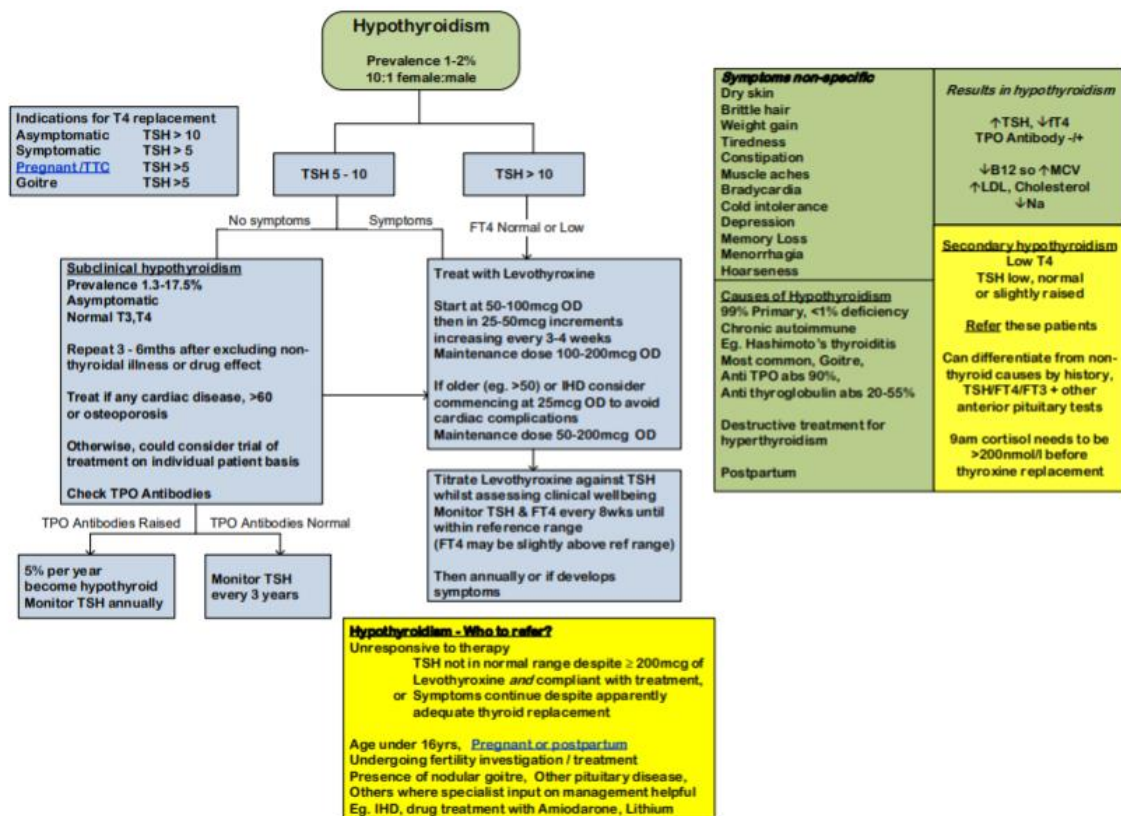 Hypothyroidism
Prevalence 1-2%
10:1 female:male
Indications for T4 replacement
Asymptomatic TSH > 10
Symptomatic TSH > 5
Pregnant /TTC TSH >5
Goitre TSH >5
TSH 5 - 10
TSH > 10
No symptoms
Symptoms
FT4 Normal or Low
Subclinical hypothyroidism
Prevalence 1.3-17.5%
Asymptomatic
Normal T3,T4
Repeat 3 - 6mths after excluding non-
thyroidal illness or drug effect
Treat if any cardiac disease, >60
or osteoporosis
Otherwise, could consider trial of
treatment on individual patient basis
Check TPO Antibodies
Treat with Levothyroxine
Start at 50-100mcg OD
then in 25-50mcg increments
increasing every 3-4 weeks
Maintenance dose 100-200mcg OD
If older (eg. >50) or IHD consider
commencing at 25mcg OD to avoid
cardiac complications
Maintenance dose 50-200mcg OD
TPO Antibodies Raised
TPO Antibodies Normal
5% per year
become hypothyroid
Monitor TSH annually
Monitor TSH
every 3 years
Titrate Levothyroxine against TSH
whilst assessing clinical wellbeing
Monitor TSH & FT4 every 8wks until
within reference range
(FT4 may be slightly above ref range)
Then annually or if develops
symptoms
Hypothyroidism - Who to refer?
Unresponsive to therapy
TSH not in normal range despite ≥ 200mcg of
Levothyroxine and compliant with treatment,
or Symptoms continue despite apparently
adequate thyroid replacement
Age under 16yrs, Pregnant or postpartum
Undergoing fertility investigation / treatment
Presence of nodular goitre, Other pituitary disease,
Others where specialist input on management helpful
Eg. IHD, drug treatment with Amiodarone, Lithium
Symptoms non-specific
Dry skin
Brittle hair
Weight gain
Tiredness
Constipation
Muscle aches
Bradycardia
Cold intolerance
Depression
Memory Loss
Menorrhagia
Hoarseness
Causes of Hypothyroidism
99% Primary, <1% deficiency
Chronic autoimmune
Eg. Hashimoto's thyroiditis
Most common, Goitre,
Anti TPO abs 90%,
Anti thyroglobulin abs 20-55%
Destructive treatment for
hyperthyroidism
Postpartum
Results in hypothyroidism
↑TSH, ↓fT4
TPO Antibody -/+
↓B12 so ↑MCV
↑LDL, Cholesterol
↓Na
Secondary hypothyroidism
Low T4
TSH low, normal
or slightly raised
Refer these patients
Can differentiate from non-
thyroid causes by history,
TSH/FT4/FT3 + other
anterior pituitary tests
9am cortisol needs to be
>200nmol/l before
thyroxine replacement